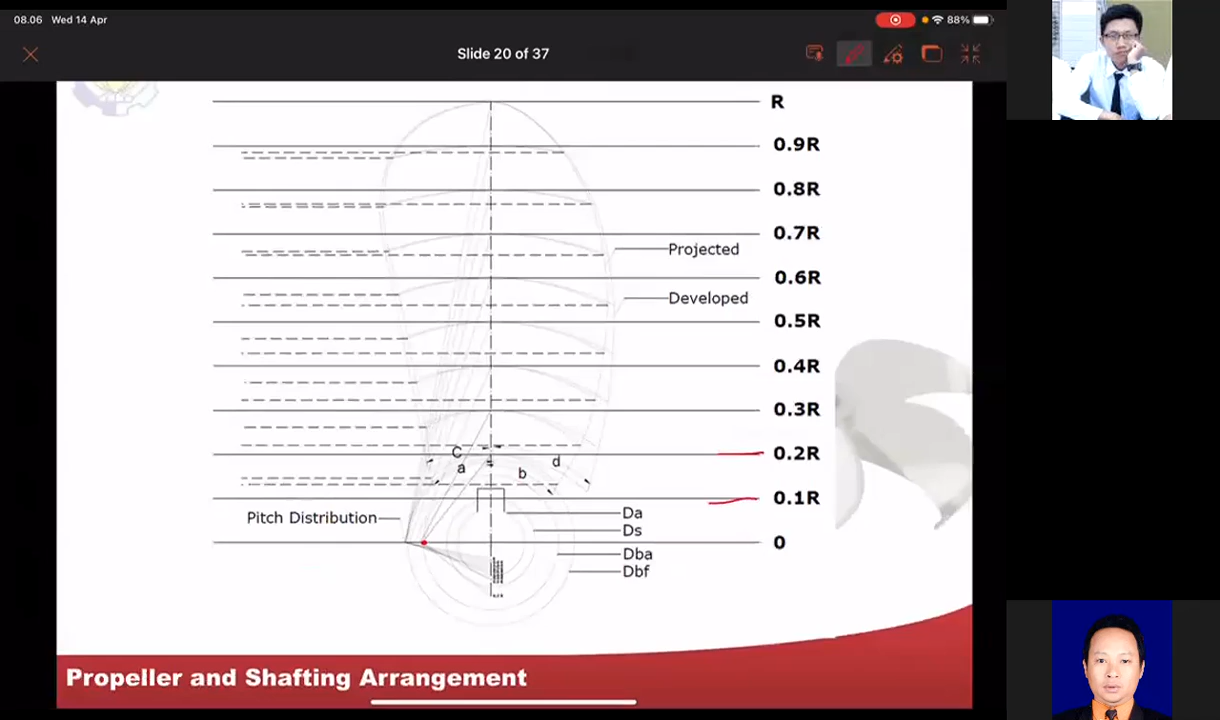 08.06 Wed 14 Apr
88%
Slide 20 of 37
R
0.9R
0.8R
0.7R
Projected
0.6R
Developed
0.5R
0.4R
0.3R
0.2R
C
d
a
b
0.1R
Pitch Distribution
Da
Ds
0
Dba
Dbf
Propeller and Shafting Arrangement